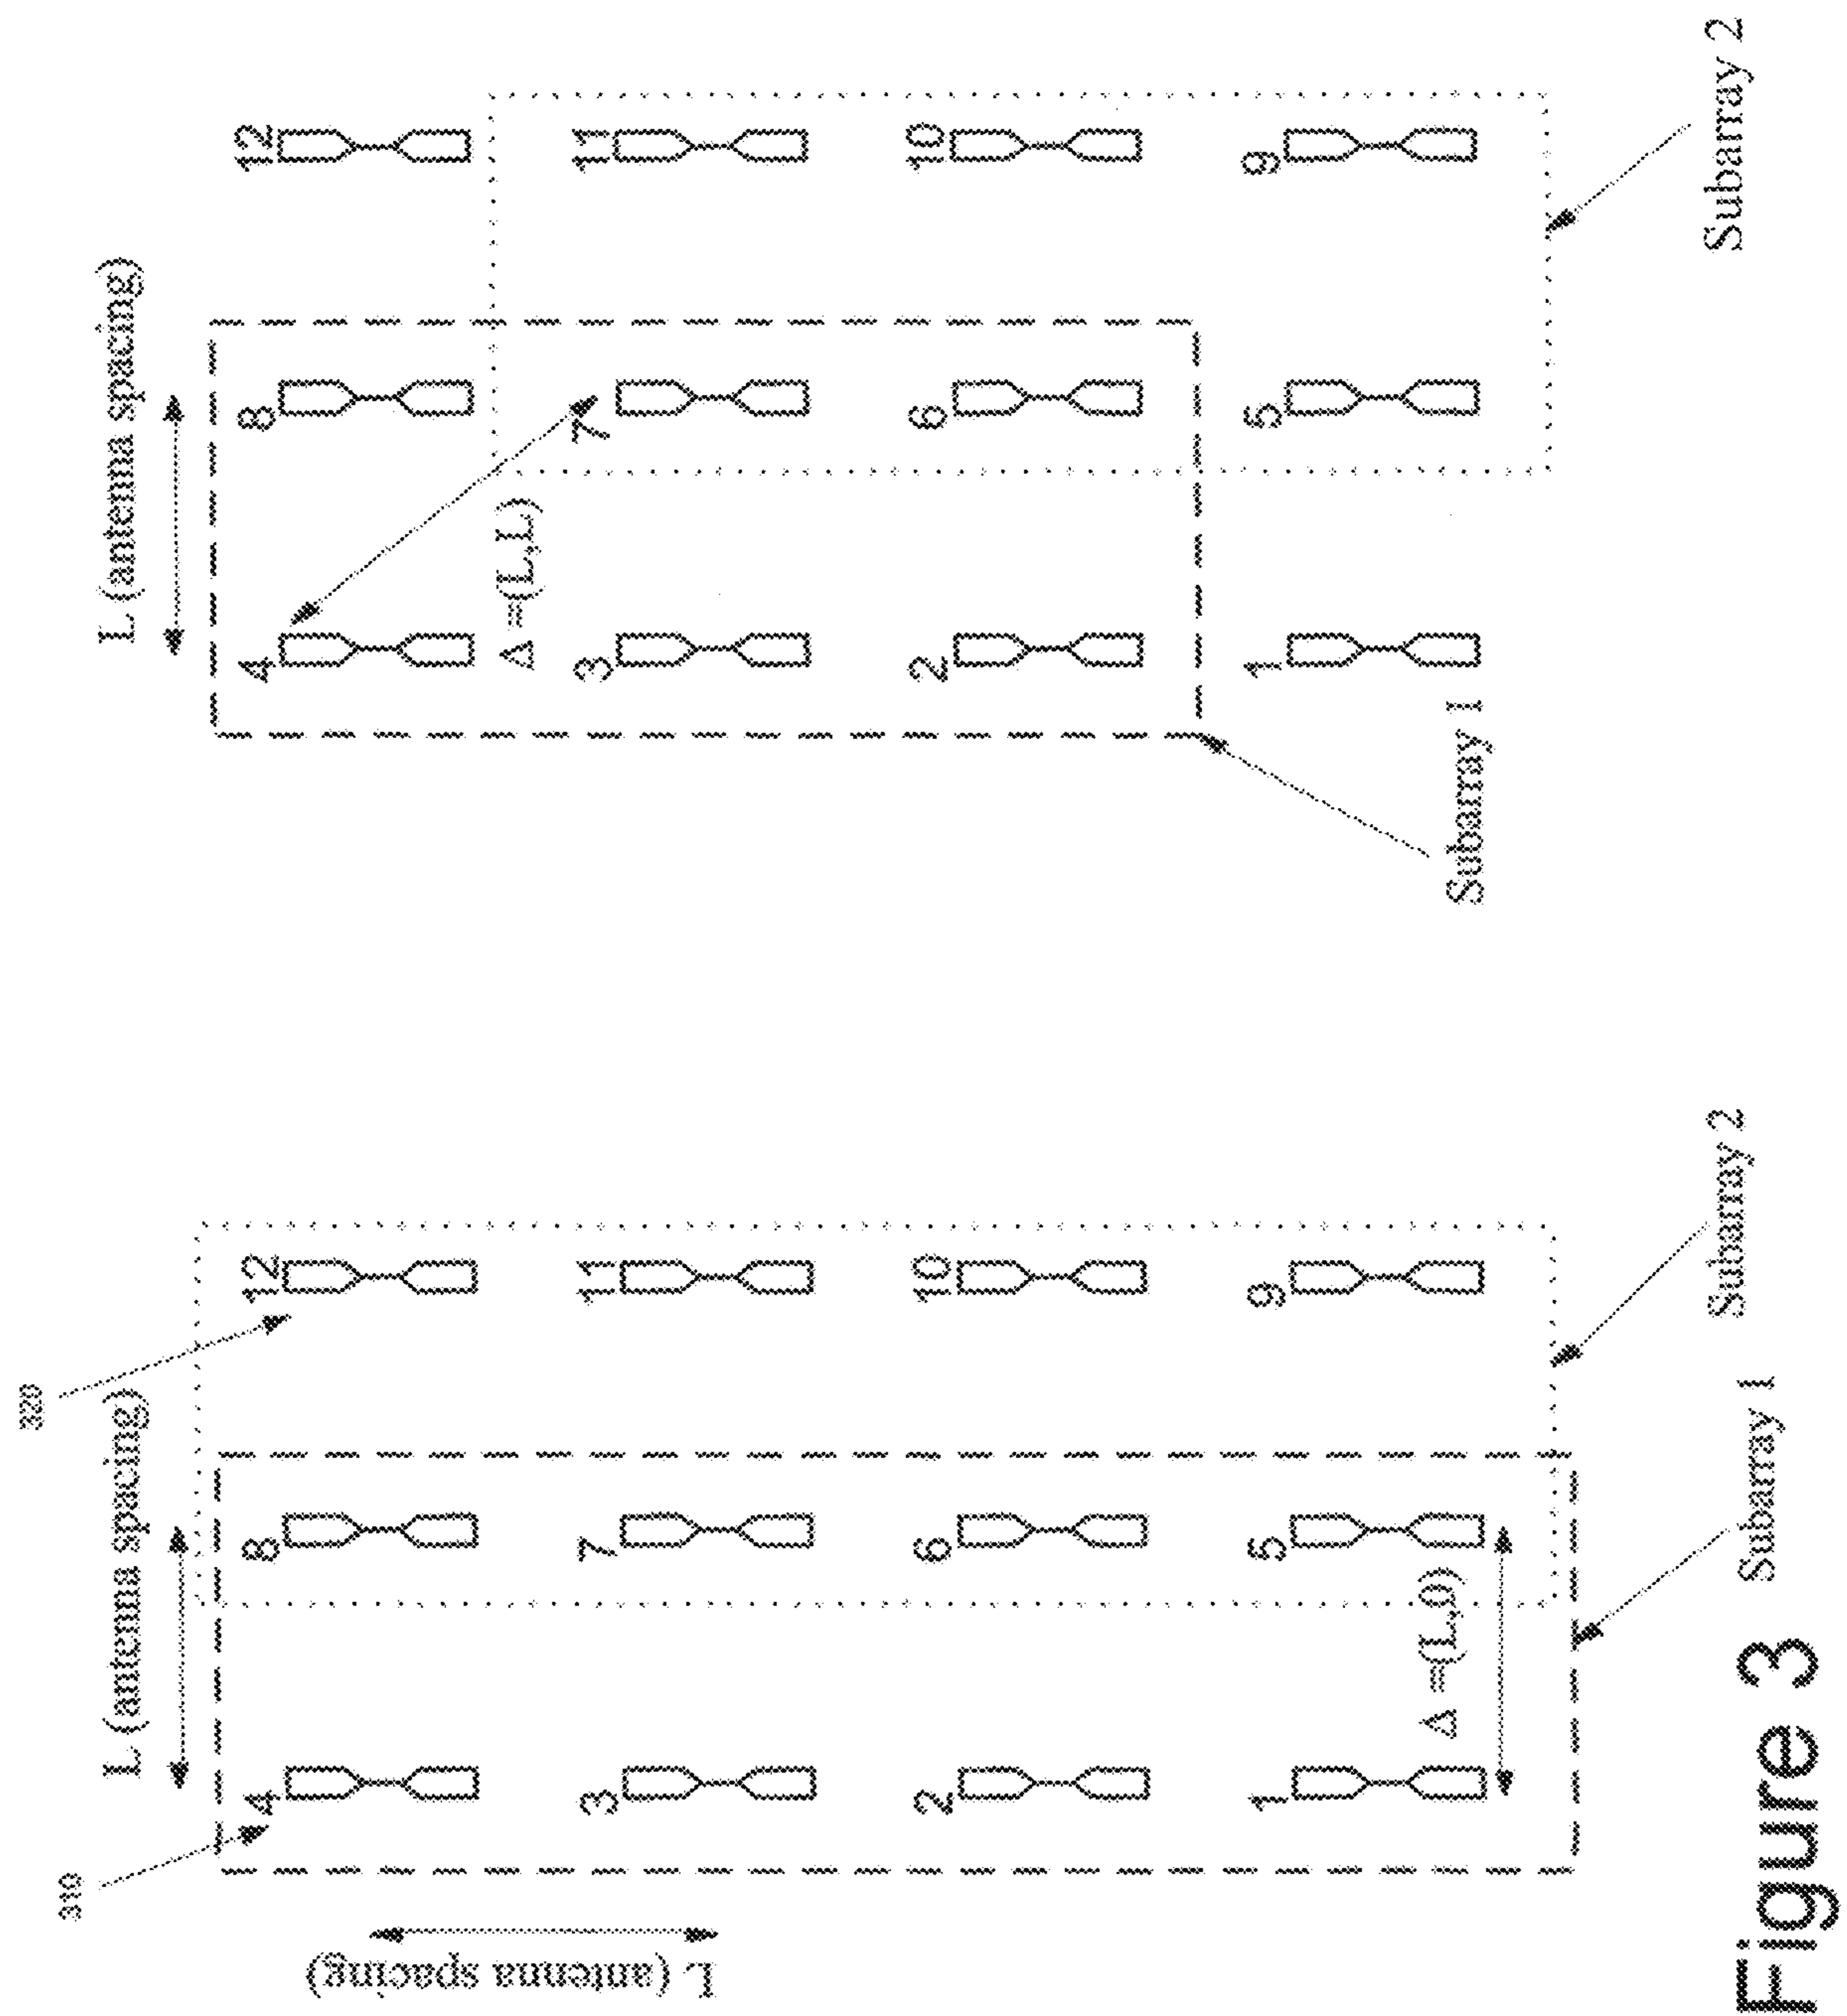 320
310
L (antenna spacing)
4 8 12
L (antenna spacing)
3 7 11
2 6 10
1 5 9
Δ =(L,0)
Subarray 2
Subarray 1
L (antenna spacing)
4 8 12
Δ =(L,L)
3 7 11
2 6 10
1 5 9
Subarray 1
Subarray 2
Figure 3